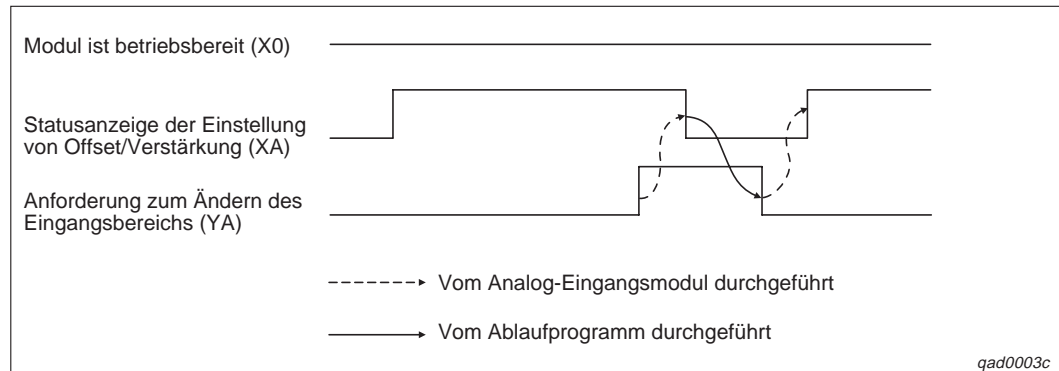 Modul ist betriebsbereit (X0)
Statusanzeige der Einstellung
von Offset/Verstärkung (XA)
Anforderung zum Ändern des
Eingangsbereichs (YA)
Vom Analog-Eingangsmodul durchgeführt
Vom Ablaufprogramm durchgeführt
qad0003c